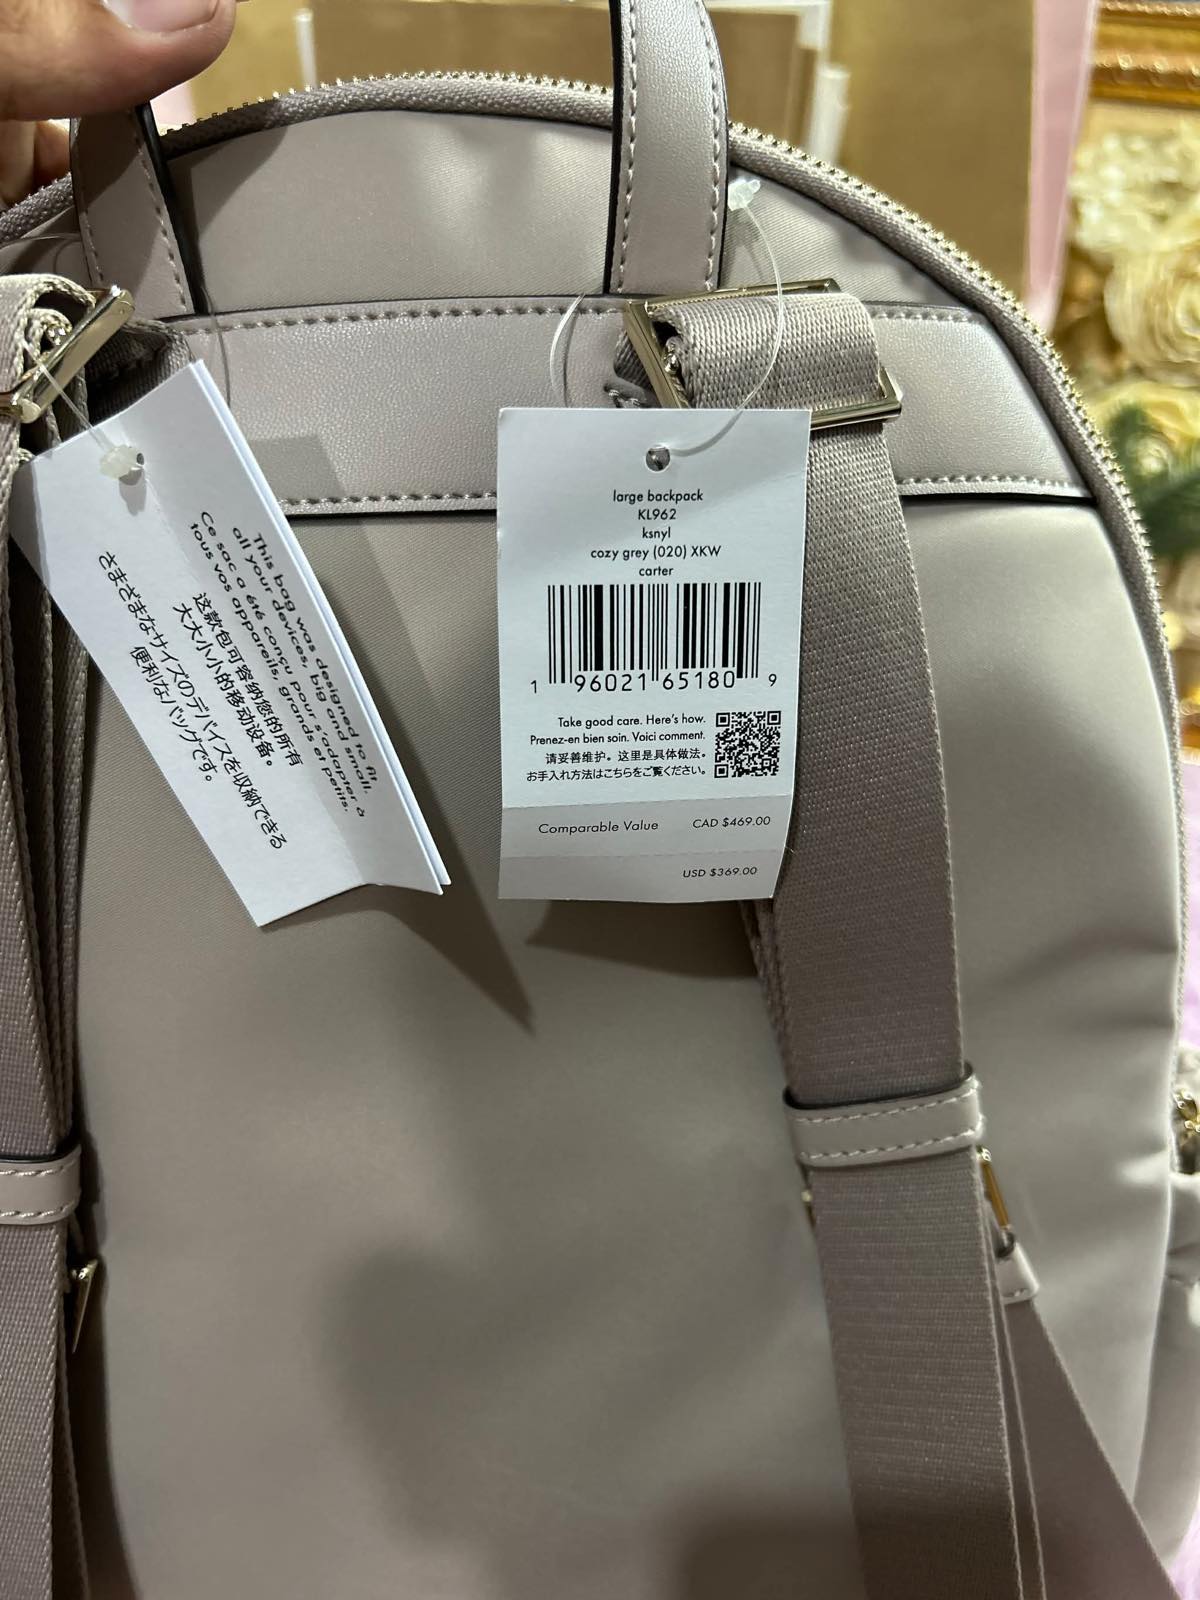 This bag was designed to fit
all your devices, big and small.
Ce sac a été conçu pour s'adapter à
tous vos appareils, grands et petits.
这款包可容纳您的所有
大大小小的移动设备。
さまざまなサイズのデバイスを収納できる
便利なバッグです。
large backpack
KL962
ksnyl
cozy grey (020) XKW
carter
1 96021 65180 9
Take good care. Here's how.
Prenez-en bien soin. Voici comment.
请妥善维护。这里是具体做法。
お手入れ方法はこちらをご覧ください。
Comparable Value CAD $469.00
USD $369.00